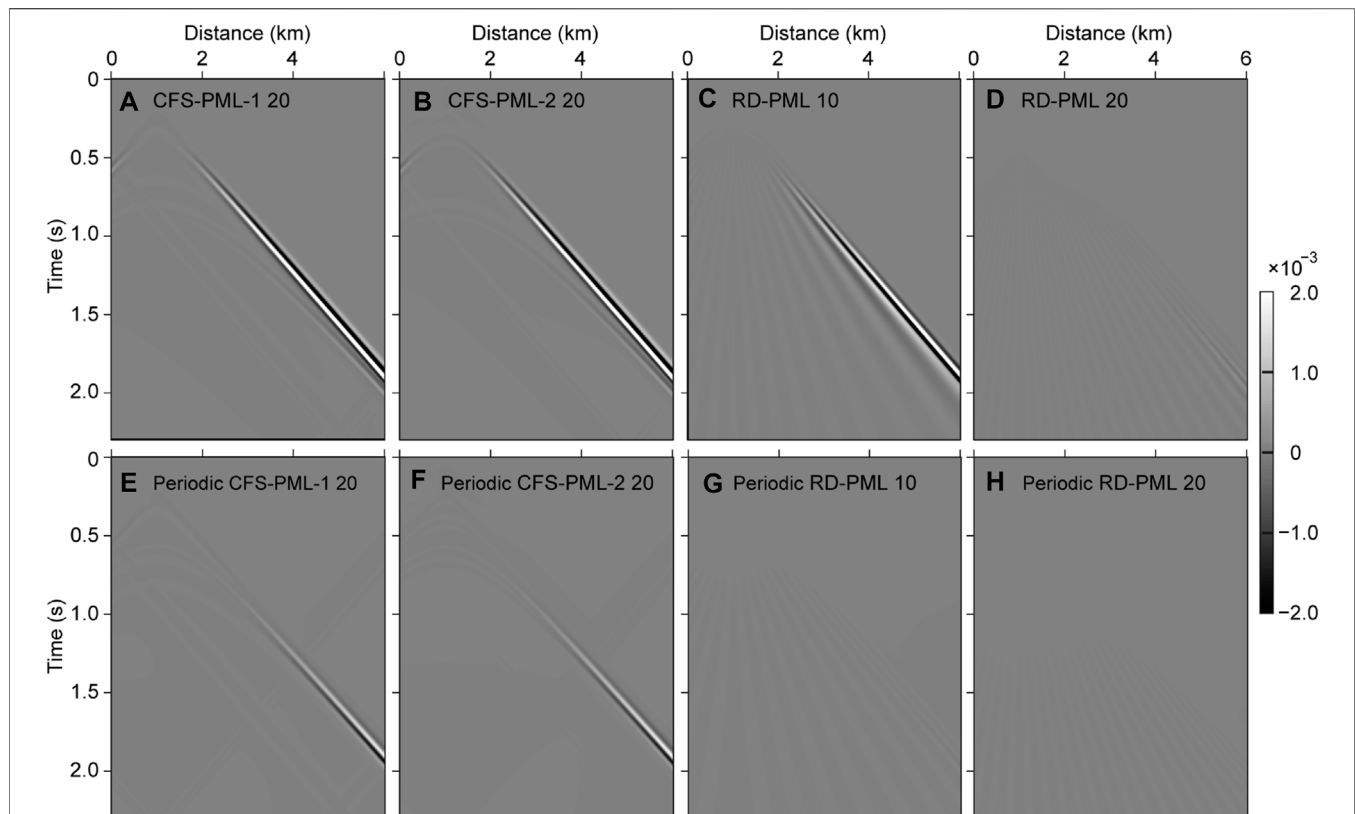 Distance (km) Distance (km) Distance (km) Distance (km)
0 2 4 0 2 4 0 2 4 0 2 4 6
0
A CFS-PML-1 20 B CFS-PML-2 20 C RD-PML 10 D RD-PML 20
0.5
1.0
Time (s)
1.5
2.0
×10−3
2.0
1.0
0
−1.0
−2.0
0
E Periodic CFS-PML-1 20 F Periodic CFS-PML-2 20 G Periodic RD-PML 10 H Periodic RD-PML 20
0.5
1.0
Time (s)
1.5
2.0